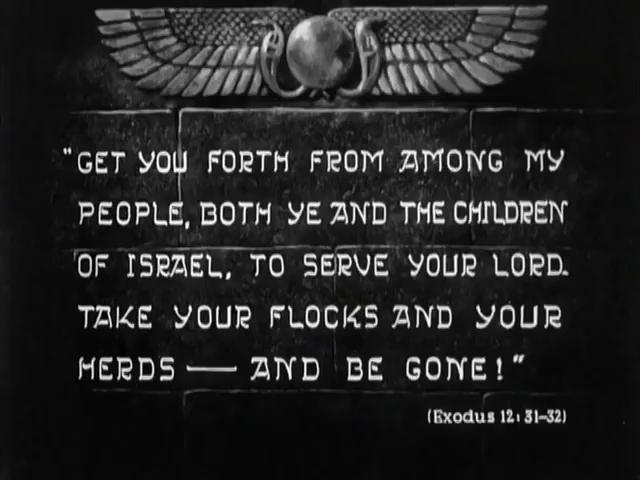 "GET YOU FORTH FROM AMONG MY
PEOPLE, BOTH YE AND THE CHILDREN
OF ISRAEL, TO SERVE YOUR LORD.
TAKE YOUR FLOCKS AND YOUR
HERDS — AND BE GONE!"
(Exodus 12:31-32)